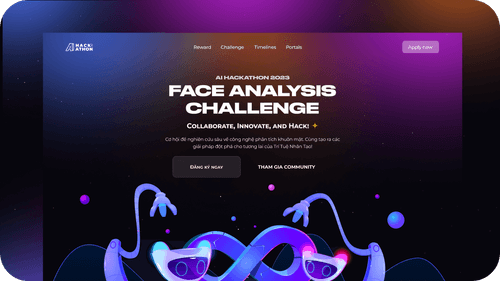 HACK:
ATHON
Reward
Challenge
Timelines
Portals
Apply now
AI HACKATHON 2023
FACE ANALYSIS
CHALLENGE
COLLABORATE, INNOVATE, AND HACK!
Cơ hội để nghiên cứu sâu về công nghệ phân tích khuôn mặt. Cùng tạo ra các
giải pháp đột phá cho tương lai của Trí Tuệ Nhân Tạo!
ĐĂNG KÝ NGAY
THAM GIA COMMUNITY